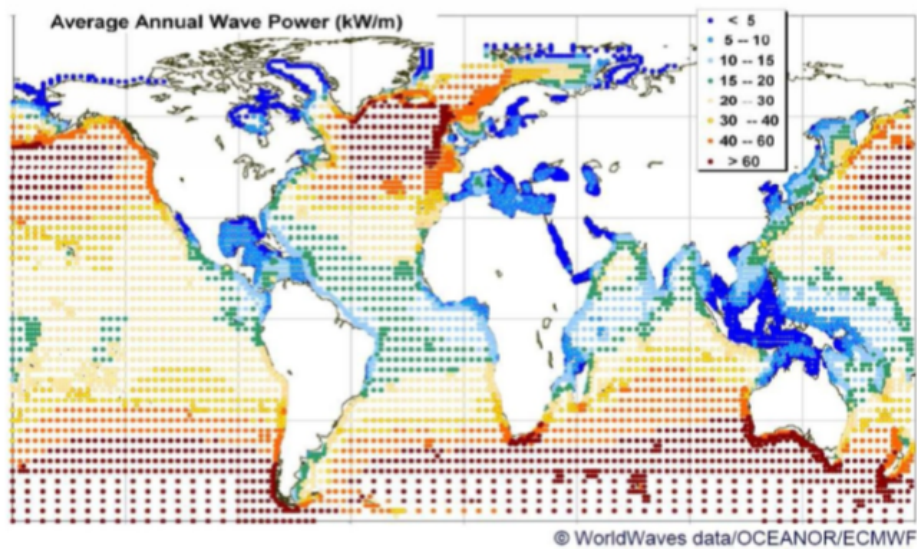 Average Annual Wave Power (kW/m)
< 5
5 -- 10
10 -- 15
15 -- 20
20 -- 30
30 -- 40
40 -- 60
> 60
© WorldWaves data/OCEANOR/ECMWF